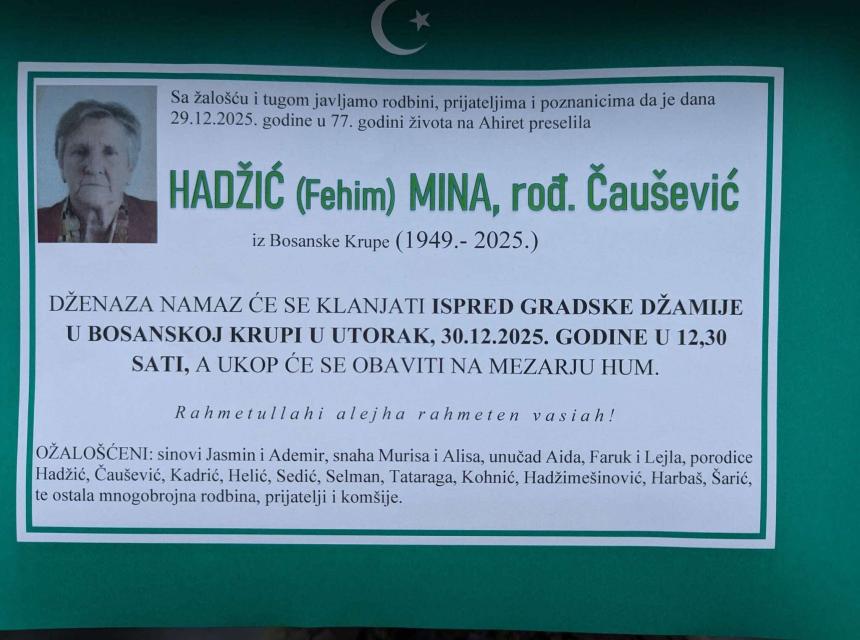 Sa žalošću i tugom javljamo rodbini, prijateljima i poznanicima da je dana
29.12.2025. godine u 77. godini života na Ahiret preselila
HADŽIĆ (Fehim) MINA, rođ. Čaušević
iz Bosanske Krupe (1949.- 2025.)
DŽENAZA NAMAZ ĆE SE KLANJATI ISPRED GRADSKE DŽAMIJE
U BOSANSKOJ KRUPI U UTORAK, 30.12.2025. GODINE U 12,30
SATI, A UKOP ĆE SE OBAVITI NA MEZARJU HUM.
Rahmetullahi alejha rahmeten vasiah!
OŽALOŠĆENI: sinovi Jasmin i Ademir, snaha Murisa i Alisa, unučad Aida, Faruk i Lejla, porodice
Hadžić, Čaušević, Kadrić, Helić, Sedić, Selman, Tataraga, Kohnić, Hadžimešinović, Harbaš, Šarić,
te ostala mnogobrojna rodbina, prijatelji i komšije.